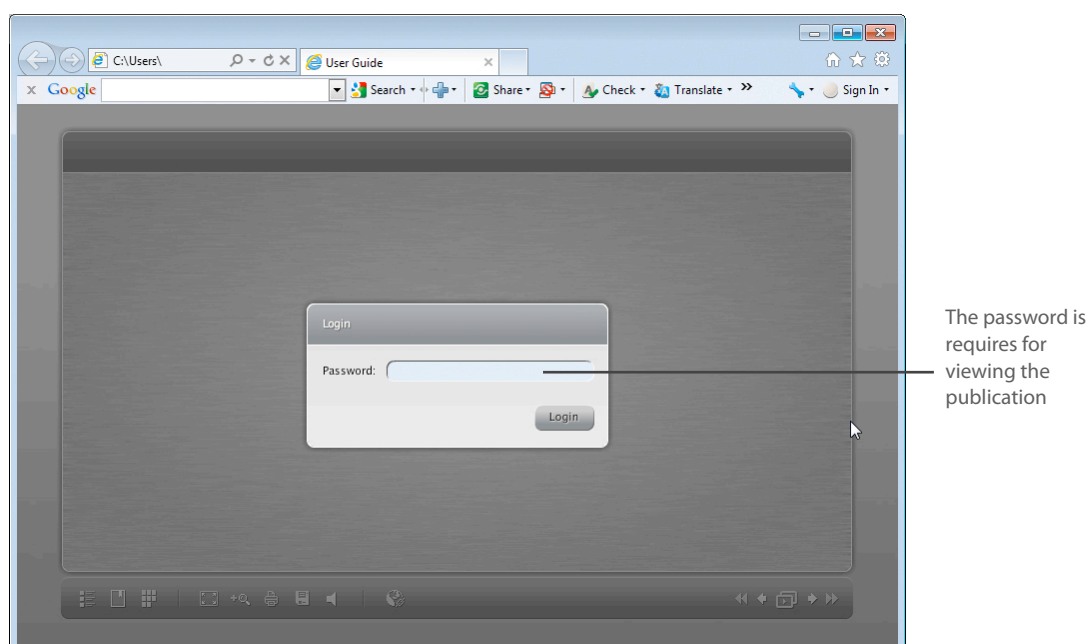 C:\Users\
User Guide
x Google Search Share Check Translate » Sign In
Login
Password:
Login
The password is
requires for
viewing the
publication